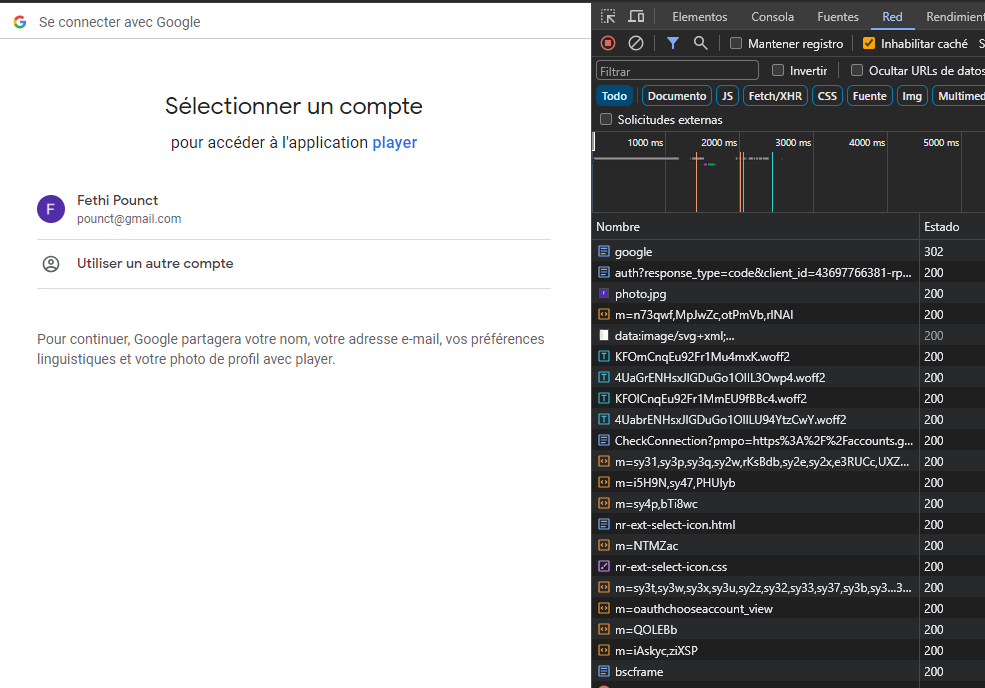 Se connecter avec Google
Sélectionner un compte
pour accéder à l'application player
F
Fethi Pounct
pounct@gmail.com
Utiliser un autre compte
Pour continuer, Google partagera votre nom, votre adresse e-mail, vos préférences
linguistiques et votre photo de profil avec player.
Elementos Consola Fuentes Red Rendimient
Mantener registro Inhabilitar caché S
Filtrar Invertir Ocultar URLs de datos
Todo Documento JS Fetch/XHR CSS Fuente Img Multimed
Solicitudes externas
1000 ms 2000 ms 3000 ms 4000 ms 5000 ms
Nombre Estado
google 302
auth?response_type=code&client_id=43697766381-rp... 200
photo.jpg 200
m=n73qwf,MpJwZc,otPmVb,rINAl 200
data:image/svg+xml;... 200
KFOmCnqEu92Fr1Mu4mxK.woff2 200
4UaGrENHsxJlGDuGo1OIlL3Owp4.woff2 200
KFOlCnqEu92Fr1MmEU9fBBc4.woff2 200
4UabrENHsxJlGDuGo1OIlLU94YtzCwY.woff2 200
CheckConnection?pmpo=https%3A%2F%2Faccounts.g... 200
m=sy31,sy3p,sy3q,sy2w,rKsBdb,sy2e,sy2x,e3RUCc,UXZ... 200
m=i5H9N,sy47,PHUIyb 200
m=sy4p,bTi8wc 200
nr-ext-select-icon.html 200
m=NTMZac 200
nr-ext-select-icon.css 200
m=sy3t,sy3w,sy3x,sy3u,sy2z,sy32,sy33,sy37,sy3b,sy3...3... 200
m=oauthchooseaccount_view 200
m=QOLEBb 200
m=iAskyc,ziXSP 200
bscframe 200